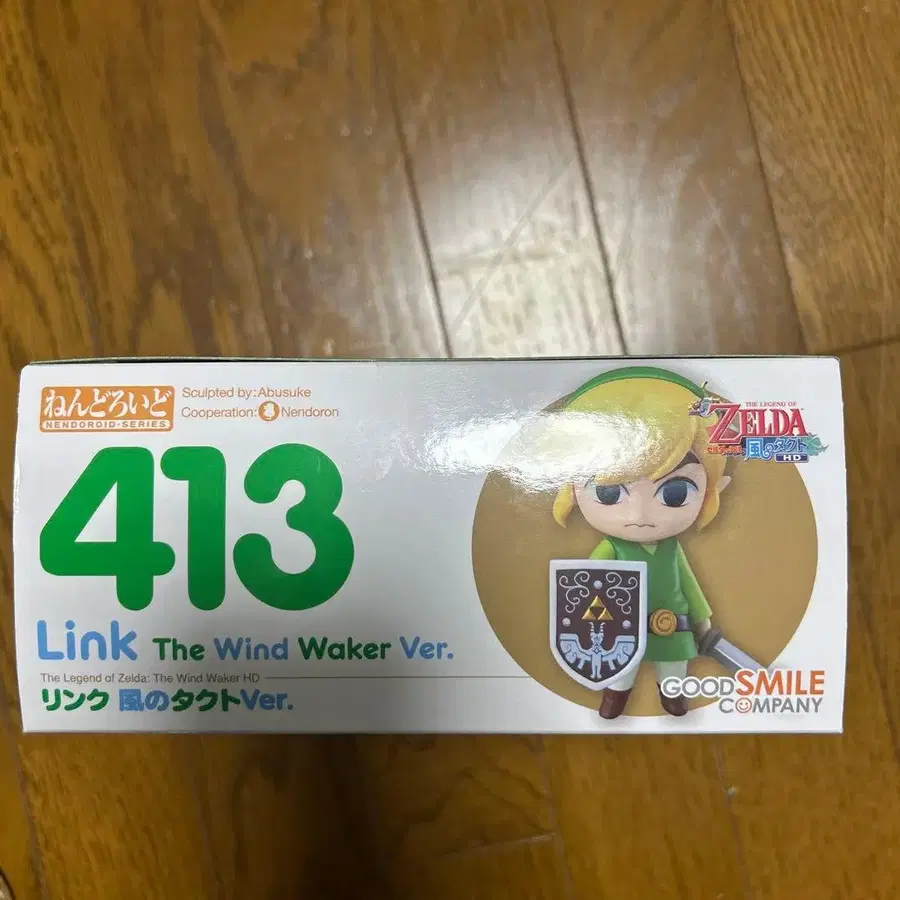 ねんどろいど
NENDOROID·SERIES
Sculpted by: Abusuke
Cooperation: Nendoron
413
Link The Wind Waker Ver.
The Legend of Zelda: The Wind Waker HD
リンク 風のタクトVer.
THE LEGEND OF
ZELDA
風のタクト
HD
GOODSMILE
COMPANY